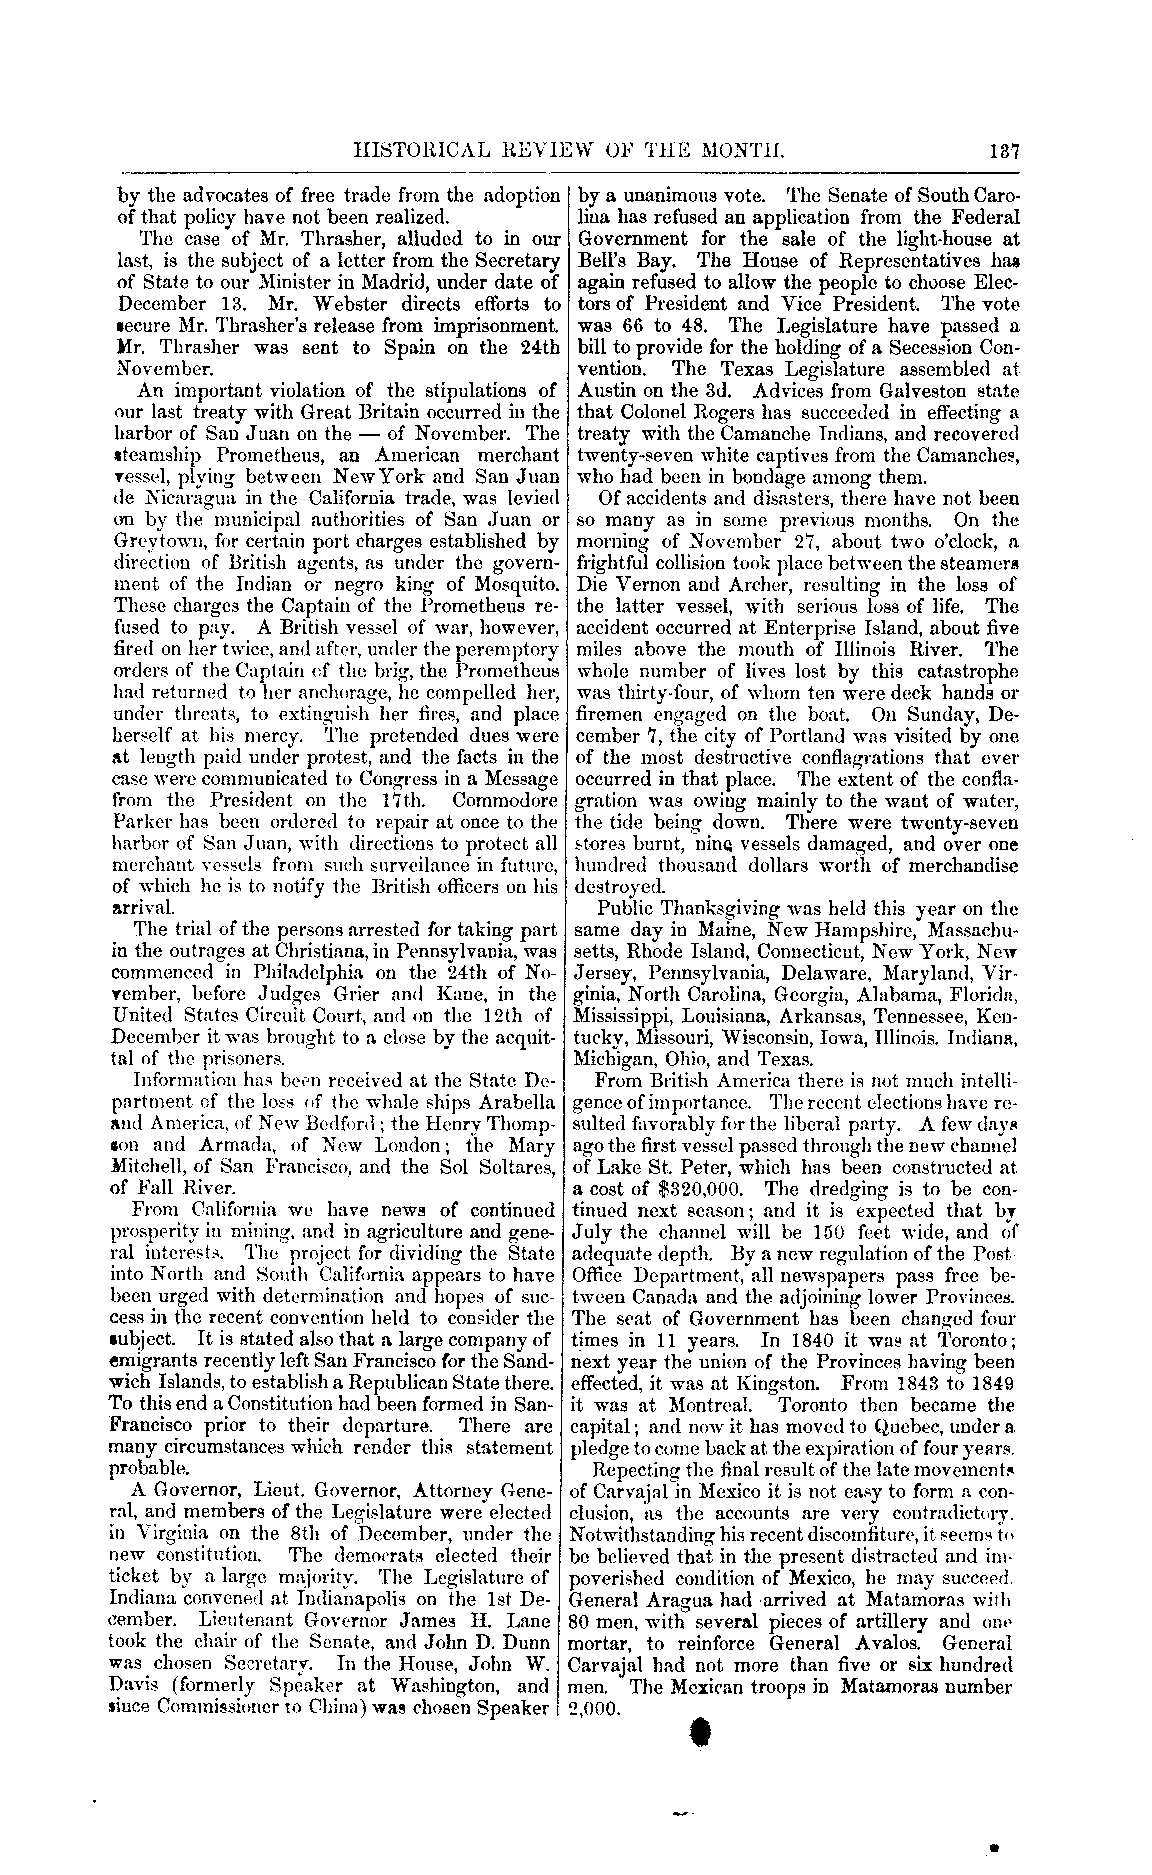 HISTORICAL REVIEW OF THE MONTH. 137
by the advocates of free trade from the adoption
of that policy have not been realized.
The case of Mr. Thrasher, alluded to in our
last, is the subject of a letter from the Secretary
of State to our Minister in Madrid, under date of
December 13. Mr. Webster directs efforts to
secure Mr. Thrasher's release from imprisonment.
Mr. Thrasher was sent to Spain on the 24th
November.
An important violation of the stipulations of
our last treaty with Great Britain occurred in the
harbor of San Juan on the — of November. The
steamship Prometheus, an American merchant
vessel, plying between New York and San Juan
de Nicaragua in the California trade, was levied
on by the municipal authorities of San Juan or
Greytown, for certain port charges established by
direction of British agents, as under the govern-
ment of the Indian or negro king of Mosquito.
These charges the Captain of the Prometheus re-
fused to pay. A British vessel of war, however,
fired on her twice, and after, under the peremptory
orders of the Captain of the brig, the Prometheus
had returned to her anchorage, he compelled her,
under threats, to extinguish her fires, and place
herself at his mercy. The pretended dues were
at length paid under protest, and the facts in the
case were communicated to Congress in a Message
from the President on the 17th. Commodore
Parker has been ordered to repair at once to the
harbor of San Juan, with directions to protect all
merchant vessels from such surveilance in future,
of which he is to notify the British officers on his
arrival.
The trial of the persons arrested for taking part
in the outrages at Christiana, in Pennsylvania, was
commenced in Philadelphia on the 24th of No-
vember, before Judges Grier and Kane, in the
United States Circuit Court, and on the 12th of
December it was brought to a close by the acquit-
tal of the prisoners.
Information has been received at the State De-
partment of the loss of the whale ships Arabella
and America, of New Bedford; the Henry Thomp-
son and Armada, of New London; the Mary
Mitchell, of San Francisco, and the Sol Soltares,
of Fall River.
From California we have news of continued
prosperity in mining, and in agriculture and gene-
ral interests. The project for dividing the State
into North and South California appears to have
been urged with determination and hopes of suc-
cess in the recent convention held to consider the
subject. It is stated also that a large company of
emigrants recently left San Francisco for the Sand-
wich Islands, to establish a Republican State there.
To this end a Constitution had been formed in San-
Francisco prior to their departure. There are
many circumstances which render this statement
probable.
A Governor, Lieut. Governor, Attorney Gene-
ral, and members of the Legislature were elected
in Virginia on the 8th of December, under the
new constitution. The democrats elected their
ticket by a large majority. The Legislature of
Indiana convened at Indianapolis on the 1st De-
cember. Lieutenant Governor James H. Lane
took the chair of the Senate, and John D. Dunn
was chosen Secretary. In the House, John W.
Davis (formerly Speaker at Washington, and
since Commissioner to China) was chosen Speaker
by a unanimous vote. The Senate of South Caro-
lina has refused an application from the Federal
Government for the sale of the light-house at
Bell's Bay. The House of Representatives has
again refused to allow the people to choose Elec-
tors of President and Vice President. The vote
was 66 to 48. The Legislature have passed a
bill to provide for the holding of a Secession Con-
vention. The Texas Legislature assembled at
Austin on the 3d. Advices from Galveston state
that Colonel Rogers has succeeded in effecting a
treaty with the Camanche Indians, and recovered
twenty-seven white captives from the Camanches,
who had been in bondage among them.
Of accidents and disasters, there have not been
so many as in some previous months. On the
morning of November 27, about two o'clock, a
frightful collision took place between the steamers
Die Vernon and Archer, resulting in the loss of
the latter vessel, with serious loss of life. The
accident occurred at Enterprise Island, about five
miles above the mouth of Illinois River. The
whole number of lives lost by this catastrophe
was thirty-four, of whom ten were deck hands or
firemen engaged on the boat. On Sunday, De-
cember 7, the city of Portland was visited by one
of the most destructive conflagrations that ever
occurred in that place. The extent of the confla-
gration was owing mainly to the want of water,
the tide being down. There were twenty-seven
stores burnt, nine vessels damaged, and over one
hundred thousand dollars worth of merchandise
destroyed.
Public Thanksgiving was held this year on the
same day in Maine, New Hampshire, Massachu-
setts, Rhode Island, Connecticut, New York, New
Jersey, Pennsylvania, Delaware, Maryland, Vir-
ginia, North Carolina, Georgia, Alabama, Florida,
Mississippi, Louisiana, Arkansas, Tennessee, Ken-
tucky, Missouri, Wisconsin, Iowa, Illinois. Indiana,
Michigan, Ohio, and Texas.
From British America there is not much intelli-
gence of importance. The recent elections have re-
sulted favorably for the liberal party. A few days
ago the first vessel passed through the new channel
of Lake St. Peter, which has been constructed at
a cost of $320,000. The dredging is to be con-
tinued next season; and it is expected that by
July the channel will be 150 feet wide, and of
adequate depth. By a new regulation of the Post
Office Department, all newspapers pass free be-
tween Canada and the adjoining lower Provinces.
The seat of Government has been changed four
times in 11 years. In 1840 it was at Toronto;
next year the union of the Provinces having been
effected, it was at Kingston. From 1843 to 1849
it was at Montreal. Toronto then became the
capital; and now it has moved to Quebec, under a
pledge to come back at the expiration of four years.
Repecting the final result of the late movements
of Carvajal in Mexico it is not easy to form a con-
clusion, as the accounts are very contradictory.
Notwithstanding his recent discomfiture, it seems to
be believed that in the present distracted and im-
poverished condition of Mexico, he may succeed.
General Aragua had arrived at Matamoras with
80 men, with several pieces of artillery and one
mortar, to reinforce General Avalos. General
Carvajal had not more than five or six hundred
men. The Mexican troops in Matamoras number
2,000.